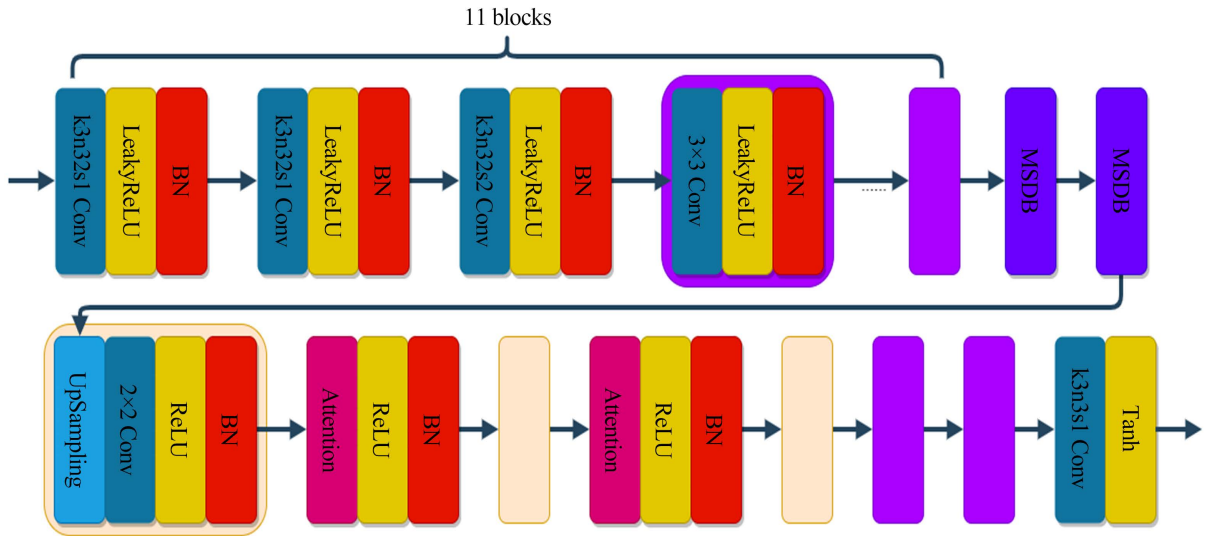 11 blocks
k3n32s1 Conv
LeakyReLU
BN
k3n32s1 Conv
LeakyReLU
BN
k3n32s2 Conv
LeakyReLU
BN
3×3 Conv
LeakyReLU
BN
......
MSDB
MSDB
UpSampling
2×2 Conv
ReLU
BN
Attention
ReLU
BN
Attention
ReLU
BN
k3n3s1 Conv
Tanh